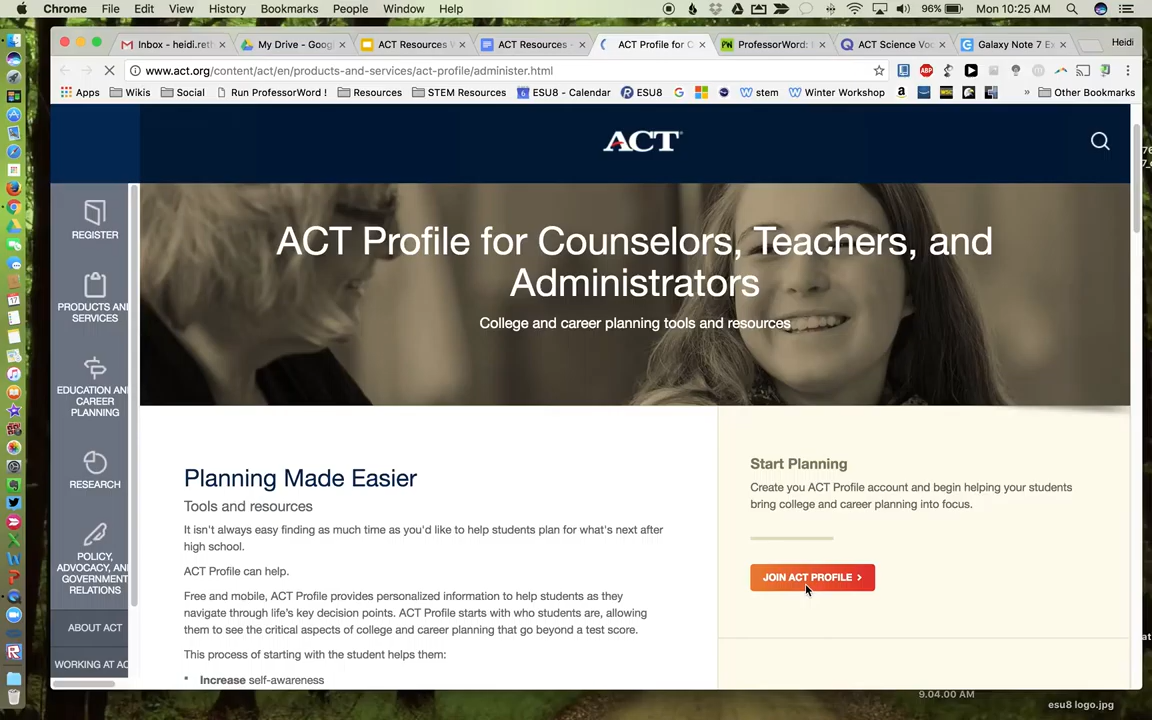 Chrome File Edit View History Bookmarks People Window Help 96% Mon 10:25 AM
Inbox - heidi.reth × My Drive - Goog × ACT Resources V × ACT Resources - × ACT Profile for C × ProfessorWord: × ACT Science Voc × Galaxy Note 7 Ex × Heidi
www.act.org/content/act/en/products-and-services/act-profile/administer.html
Apps Wikis Social Run ProfessorWord ! Resources STEM Resources ESU8 - Calendar ESU8 stem Winter Workshop » Other Bookmarks
ACT
REGISTER
PRODUCTS AN
SERVICES
EDUCATION AN
CAREER
PLANNING
RESEARCH
POLICY,
ADVOCACY, AN
GOVERNMENT
RELATIONS
ABOUT ACT
WORKING AT AC
ACT Profile for Counselors, Teachers, and
Administrators
College and career planning tools and resources
Planning Made Easier
Tools and resources
It isn't always easy finding as much time as you'd like to help students plan for what's next after
high school.
ACT Profile can help.
Free and mobile, ACT Profile provides personalized information to help students as they
navigate through life's key decision points. ACT Profile starts with who students are, allowing
them to see the critical aspects of college and career planning that go beyond a test score.
This process of starting with the student helps them:
▪ Increase self-awareness
Start Planning
Create you ACT Profile account and begin helping your students
bring college and career planning into focus.
JOIN ACT PROFILE >
9.04.00 AM
esu8 logo.jpg